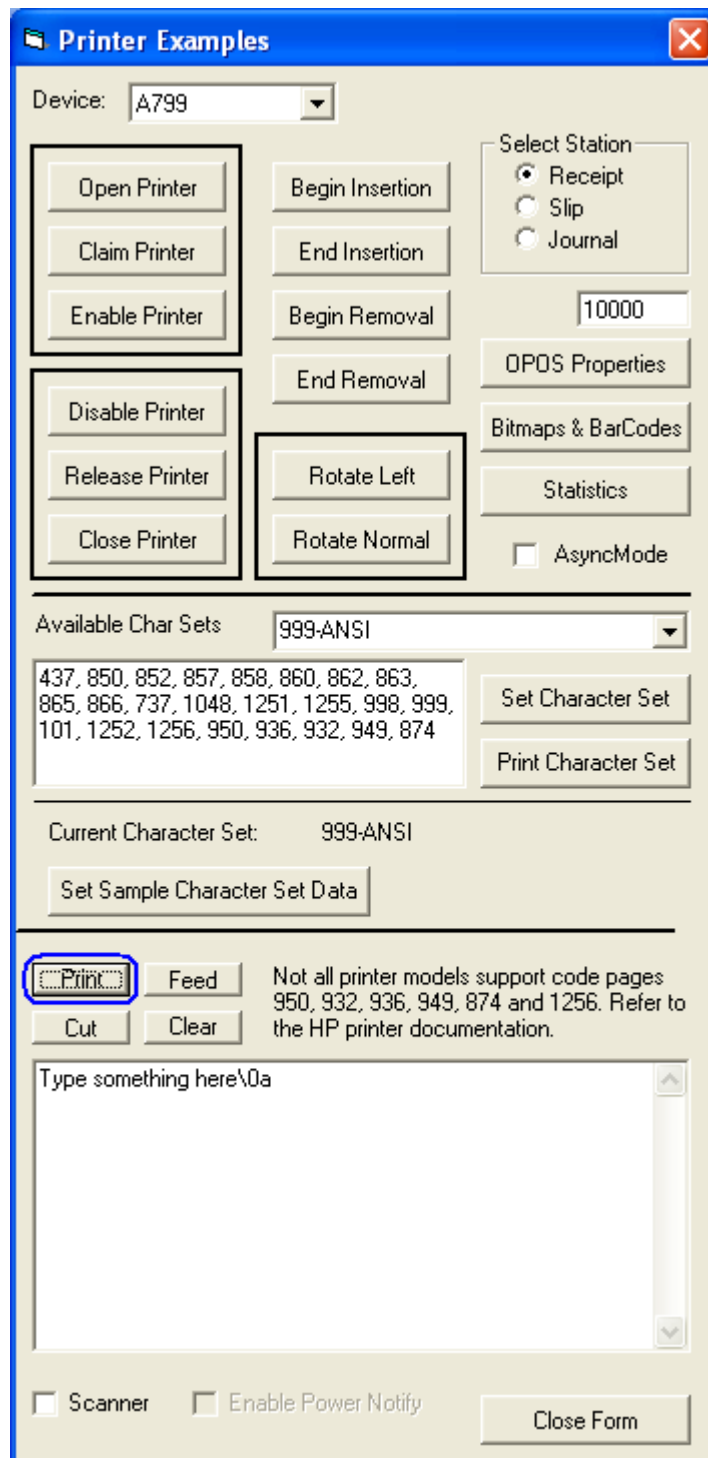 Printer Examples
Device: A799
Open Printer
Claim Printer
Enable Printer
Begin Insertion
End Insertion
Begin Removal
End Removal
Select Station
Receipt
Slip
Journal
10000
OPOS Properties
Bitmaps & BarCodes
Statistics
AsyncMode
Disable Printer
Release Printer
Close Printer
Rotate Left
Rotate Normal
Available Char Sets 999-ANSI
437, 850, 852, 857, 858, 860, 862, 863,
865, 866, 737, 1048, 1251, 1255, 998, 999,
101, 1252, 1256, 950, 936, 932, 949, 874
Set Character Set
Print Character Set
Current Character Set: 999-ANSI
Set Sample Character Set Data
Print Feed
Cut Clear
Not all printer models support code pages
950, 932, 936, 949, 874 and 1256. Refer to
the HP printer documentation.
Type something here\0a
Scanner Enable Power Notify
Close Form